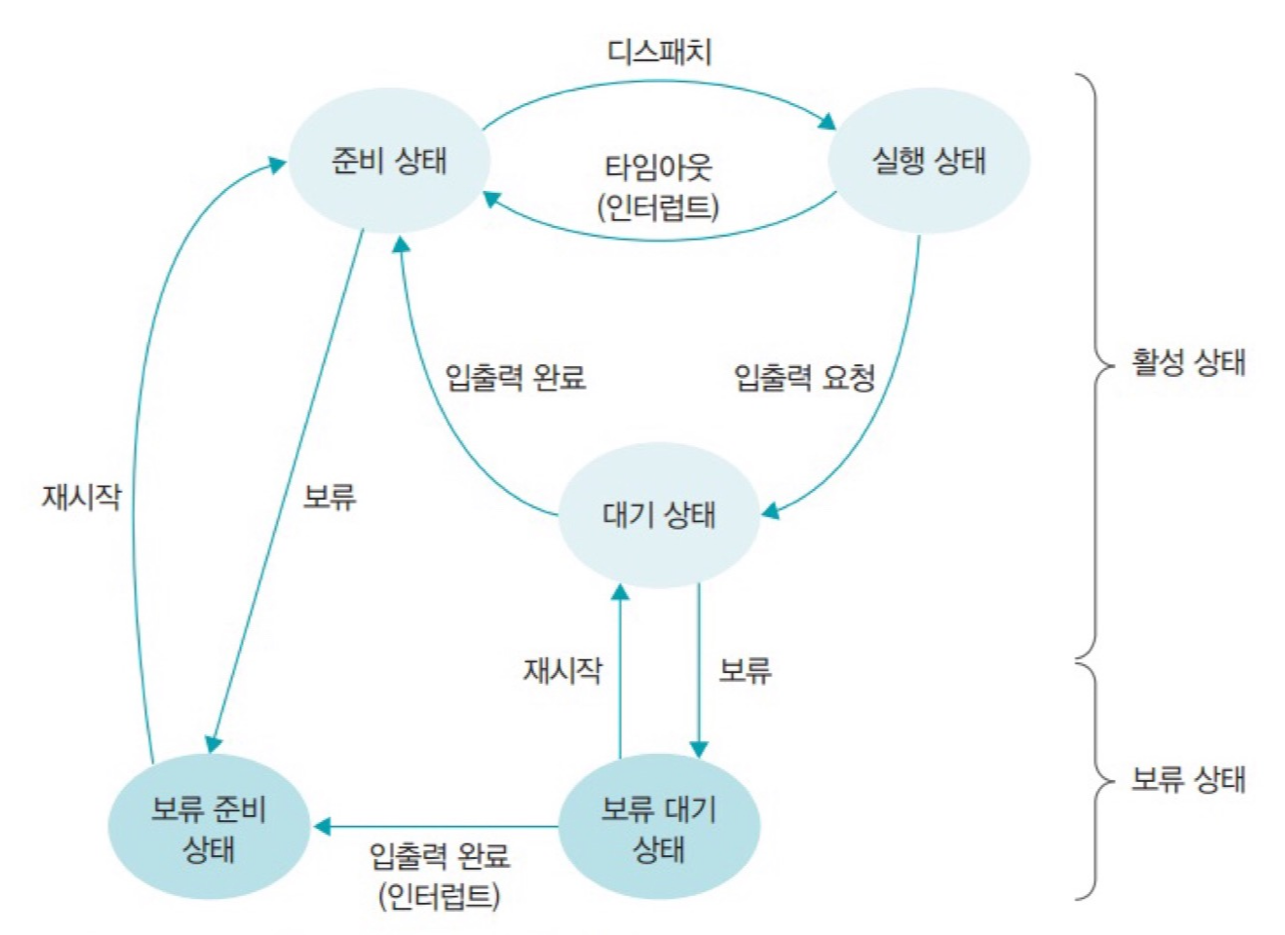 디스패치
준비 상태
타임아웃
(인터럽트)
실행 상태
입출력 완료
입출력 요청
활성 상태
재시작
보류
대기 상태
재시작
보류
보류 상태
보류 준비
상태
보류 대기
상태
입출력 완료
(인터럽트)